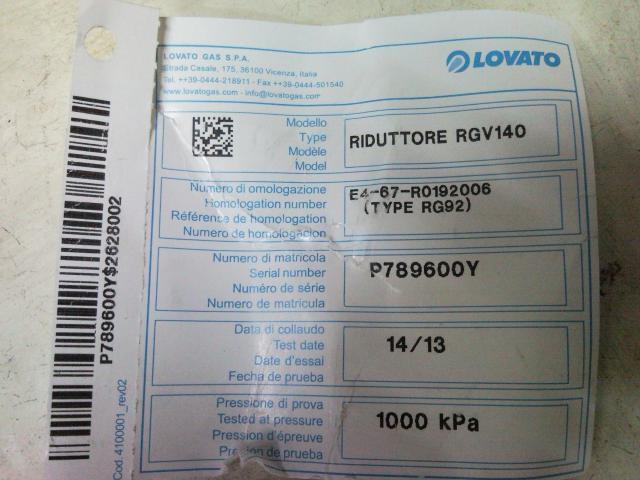 LOVATO GAS S.P.A.
Strada Casale, 175, 36100 Vicenza, Italia
Tel. ++39-0444-218911 - Fax ++39-0444-501540
www.lovatogas.com - info@lovatogas.com
LOVATO
Modello
Type
Modèle
Model
RIDUTTORE RGV140
Numero di omologazione
Homologation number
Référence de homologation
Numero de homologacion
E4-67-R0192006
(TYPE RG92)
Numero di matricola
Serial number
Numéro de série
Numero de matricula
P789600Y
Data di collaudo
Test date
Date d'essai
Fecha de prueba
14/13
Pressione di prova
Tested at pressure
Pression d'épreuve
de prueba
1000 kPa
P789600Y$2628002
Cod. 4100001_rev02